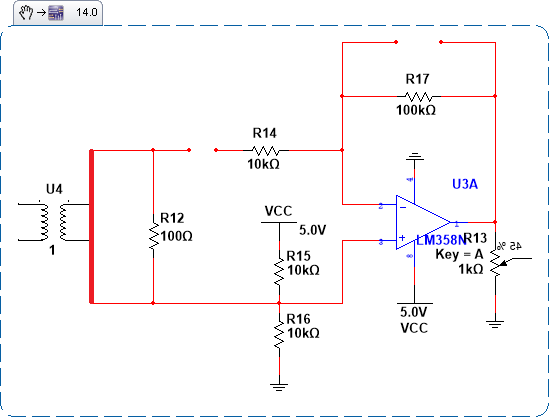 14.0
R17
100kΩ
R14
10kΩ
U4
1
R12
100Ω
VCC
5.0V
R15
10kΩ
R16
10kΩ
4
U3A
2
1
3
LM358N
8
R13
45 %
Key = A
1kΩ
5.0V
VCC